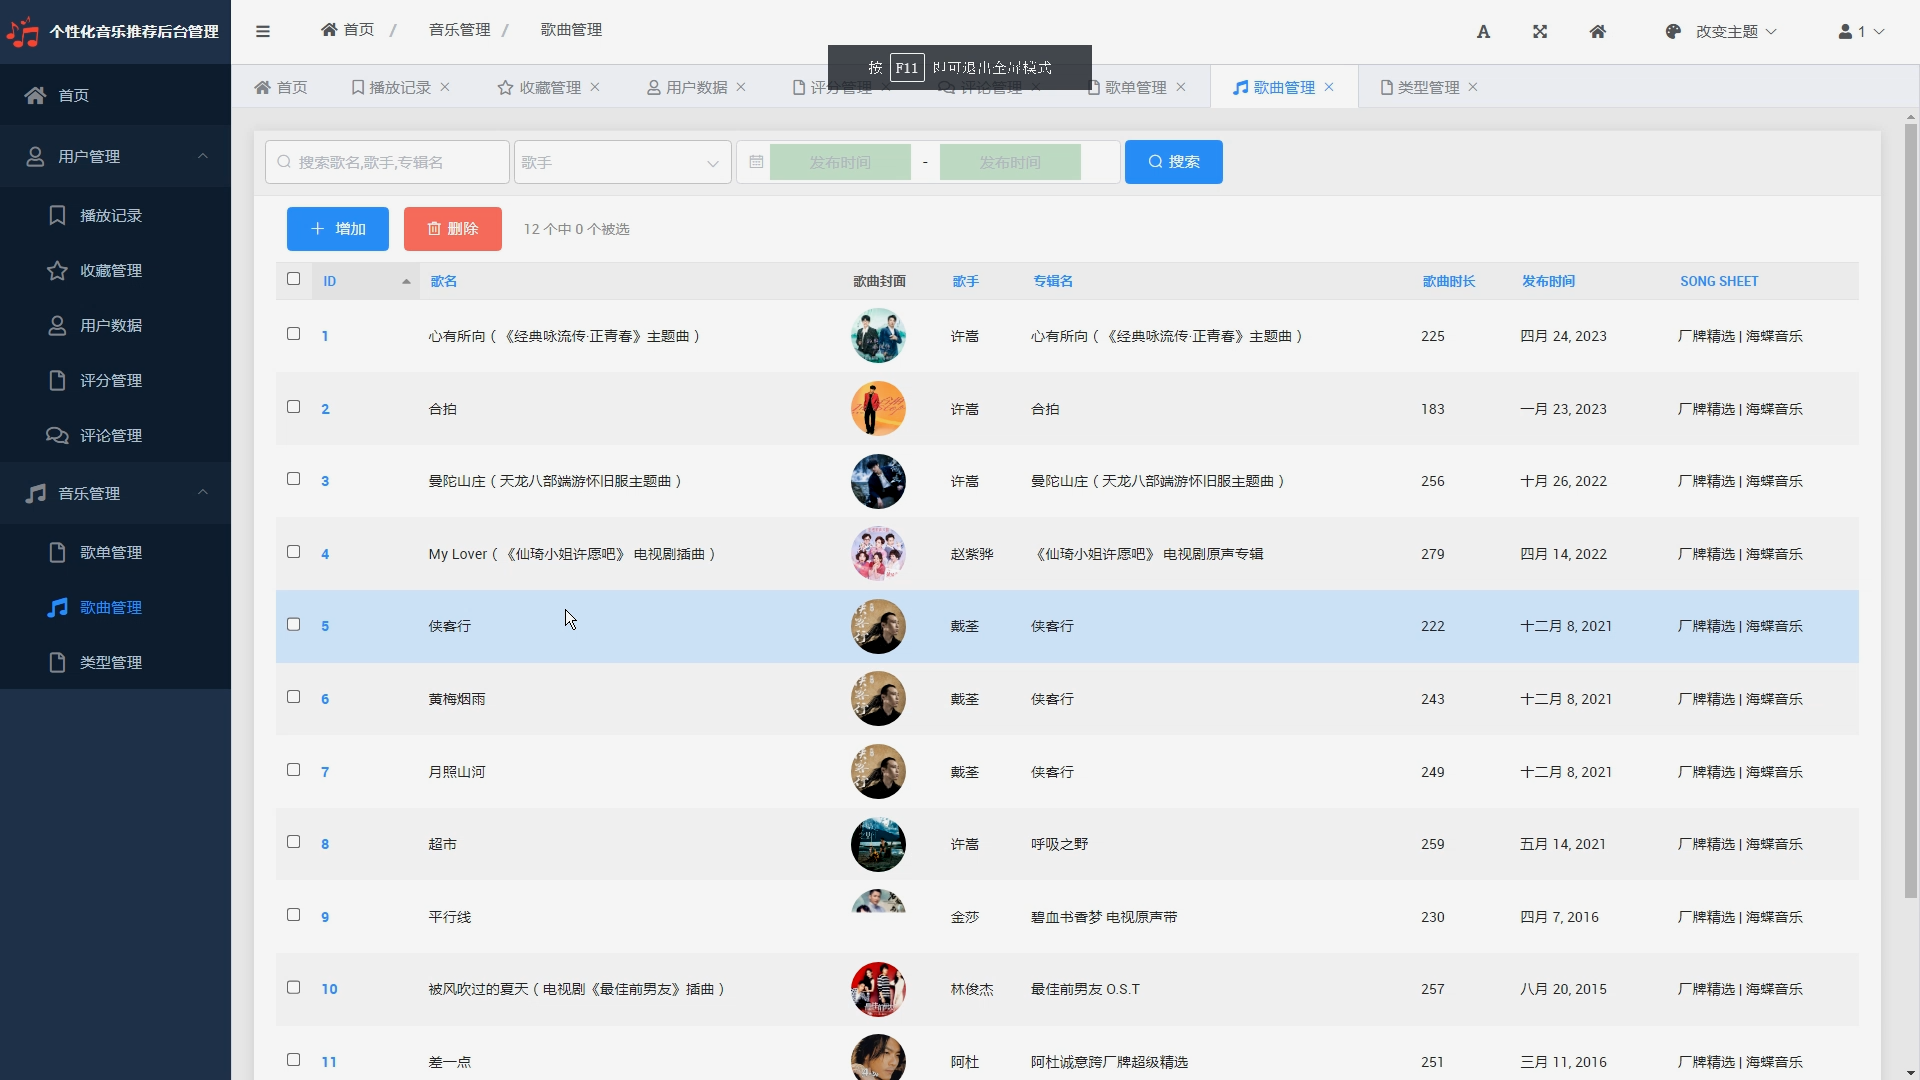 个性化音乐推荐后台管理
首页 / 音乐管理 / 歌曲管理
改变主题
1
按 F11 即可退出全屏模式
首页 播放记录 收藏管理 用户数据 评分管理 评论管理 歌单管理 歌曲管理 类型管理
首页
用户管理
播放记录
收藏管理
用户数据
评分管理
评论管理
音乐管理
歌单管理
歌曲管理
类型管理
搜索歌名,歌手,专辑名 歌手 发布时间 - 发布时间 搜索
增加 删除 12 个中 0 个被选
ID 歌名 歌曲封面 歌手 专辑名 歌曲时长 发布时间 SONG SHEET
1 心有所向（《经典咏流传·正青春》主题曲） 许嵩 心有所向（《经典咏流传·正青春》主题曲） 225 四月 24, 2023 厂牌精选 | 海蝶音乐
2 合拍 许嵩 合拍 183 一月 23, 2023 厂牌精选 | 海蝶音乐
3 曼陀山庄（天龙八部端游怀旧服主题曲） 许嵩 曼陀山庄（天龙八部端游怀旧服主题曲） 256 十月 26, 2022 厂牌精选 | 海蝶音乐
4 My Lover（《仙琦小姐许愿吧》 电视剧插曲） 赵紫骅 《仙琦小姐许愿吧》 电视剧原声专辑 279 四月 14, 2022 厂牌精选 | 海蝶音乐
5 侠客行 戴荃 侠客行 222 十二月 8, 2021 厂牌精选 | 海蝶音乐
6 黄梅烟雨 戴荃 侠客行 243 十二月 8, 2021 厂牌精选 | 海蝶音乐
7 月照山河 戴荃 侠客行 249 十二月 8, 2021 厂牌精选 | 海蝶音乐
8 超市 许嵩 呼吸之野 259 五月 14, 2021 厂牌精选 | 海蝶音乐
9 平行线 金莎 碧血书香梦 电视原声带 230 四月 7, 2016 厂牌精选 | 海蝶音乐
10 被风吹过的夏天（电视剧《最佳前男友》插曲） 林俊杰 最佳前男友 O.S.T 257 八月 20, 2015 厂牌精选 | 海蝶音乐
11 差一点 阿杜 阿杜诚意跨厂牌超级精选 251 三月 11, 2016 厂牌精选 | 海蝶音乐